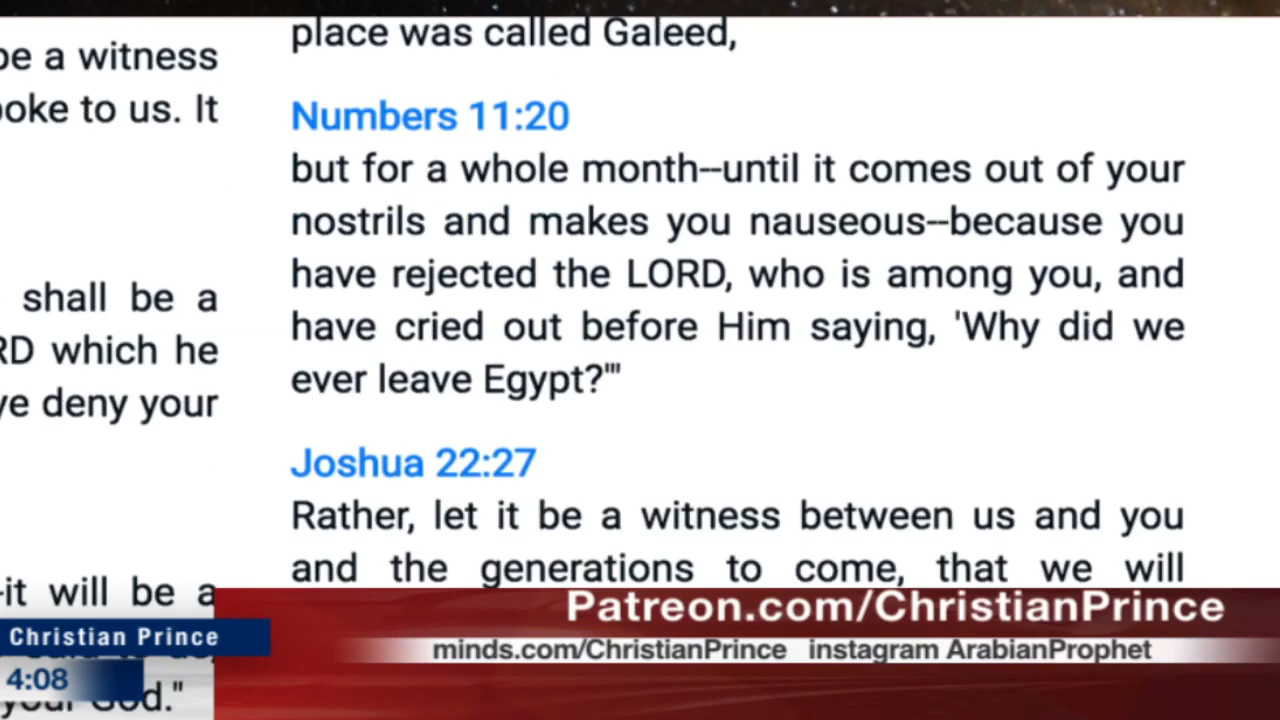 be a witness
poke to us. It
shall be a
RD which he
ye deny your
it will be a
your God."
place was called Galeed,
Numbers 11:20
but for a whole month--until it comes out of your
nostrils and makes you nauseous--because you
have rejected the LORD, who is among you, and
have cried out before Him saying, 'Why did we
ever leave Egypt?'"
Joshua 22:27
Rather, let it be a witness between us and you
and the generations to come, that we will
Patreon.com/ChristianPrince
Christian Prince
minds.com/ChristianPrince instagram ArabianProphet
4:08